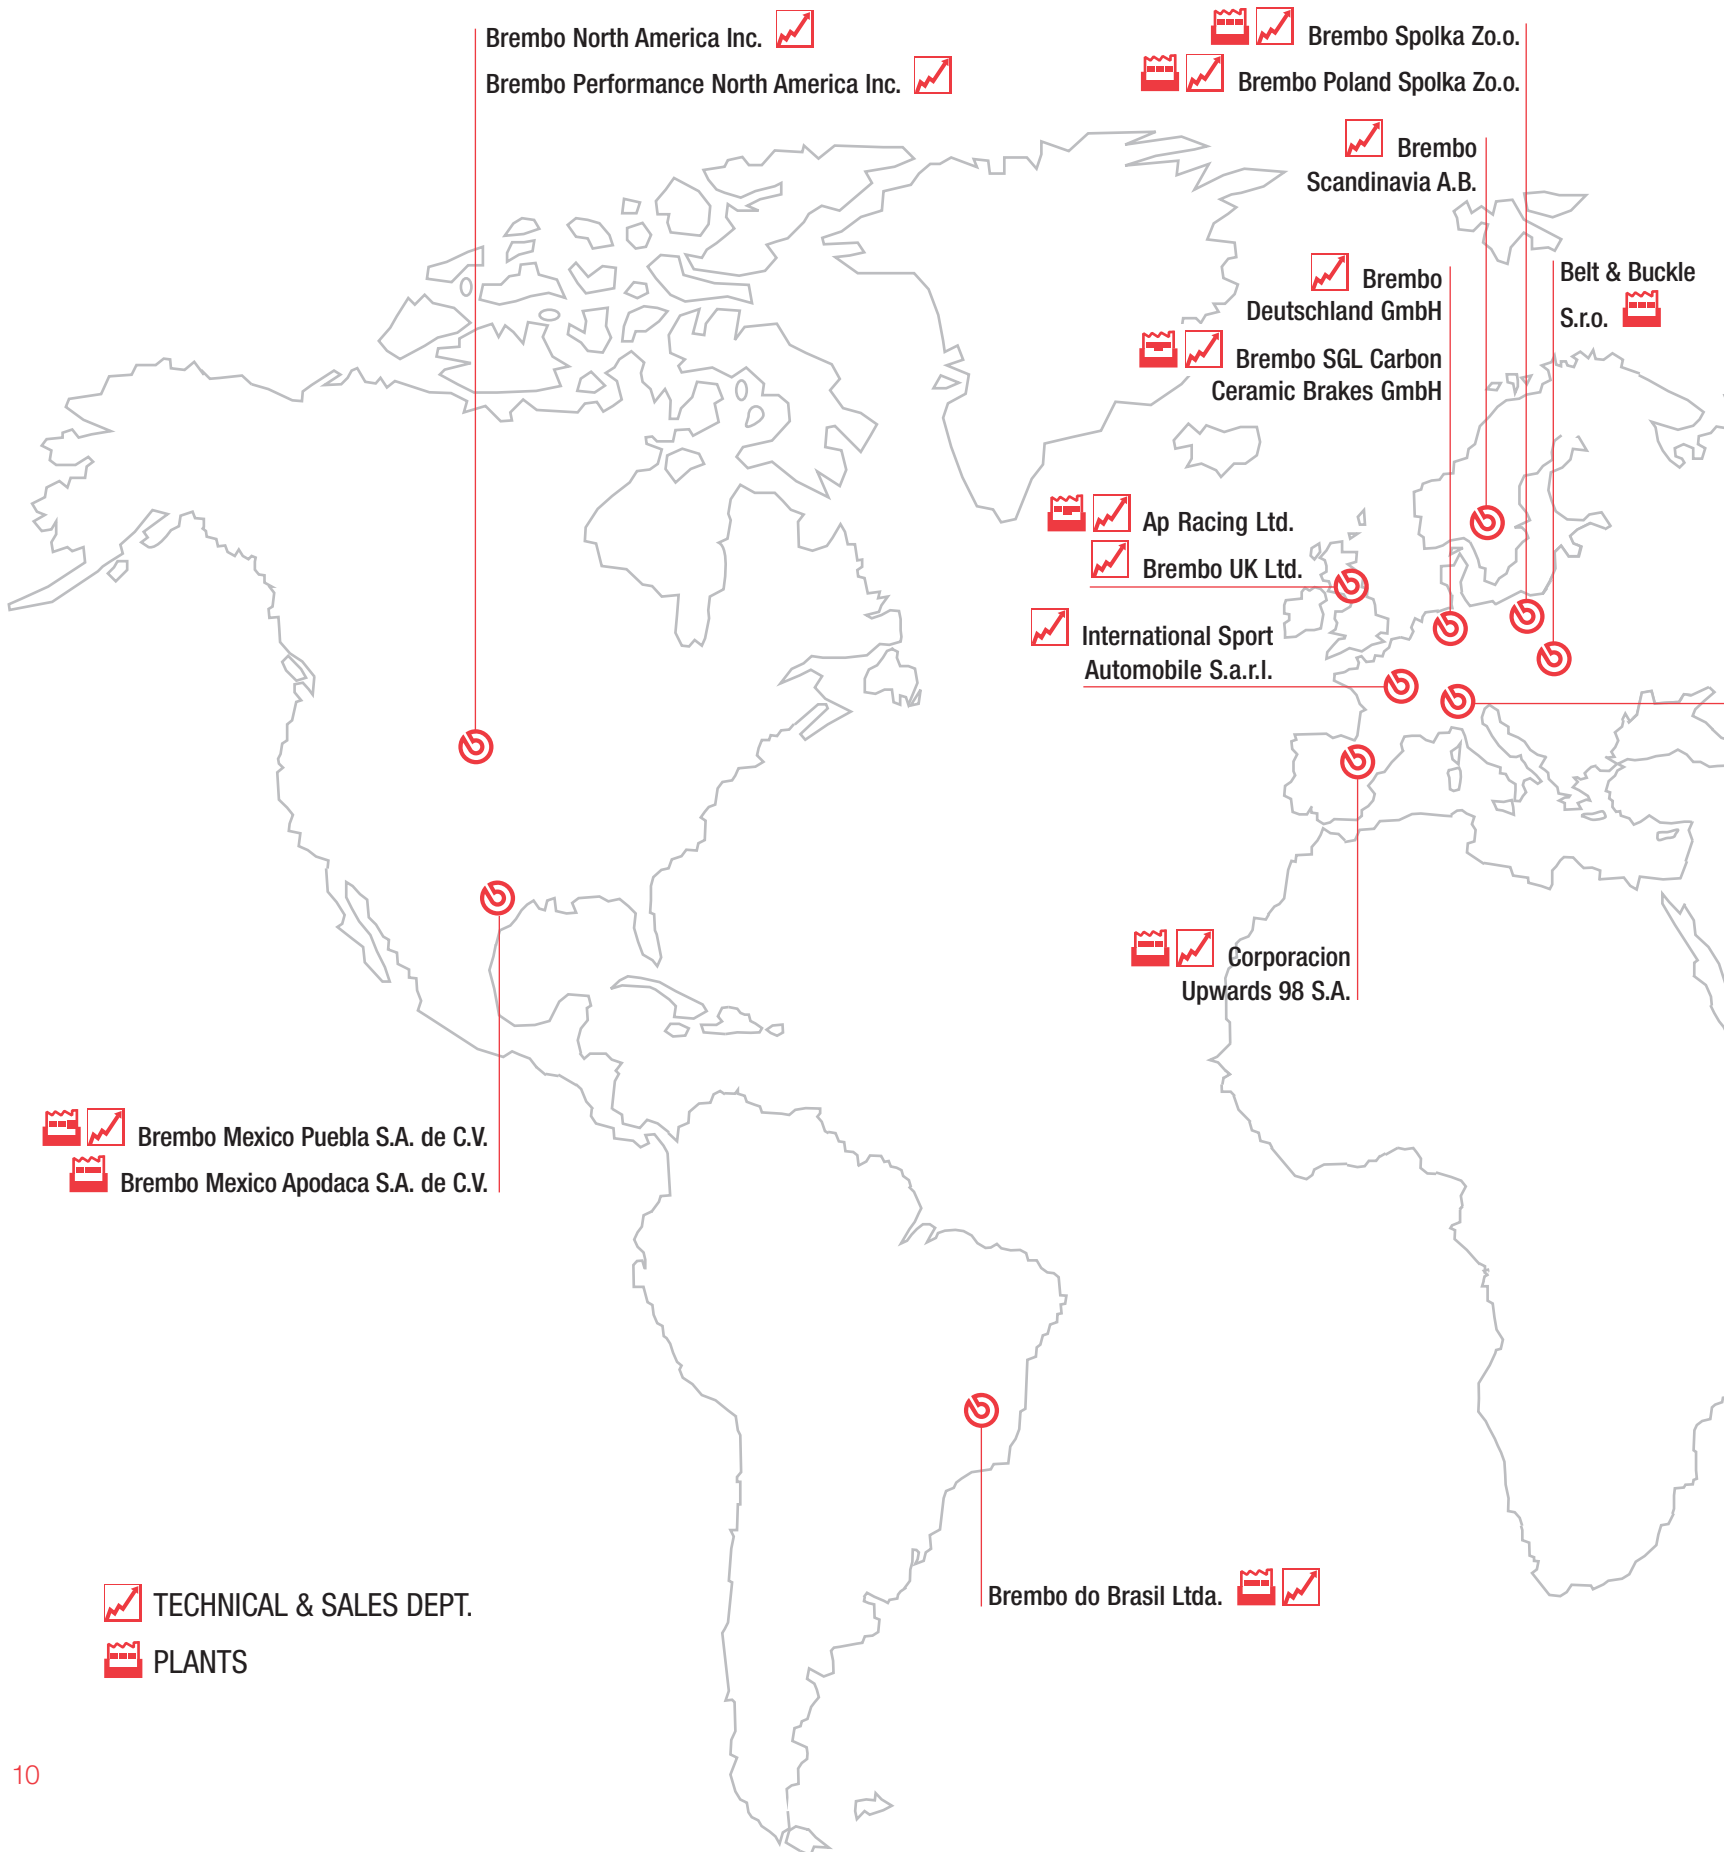 Brembo North America Inc.
Brembo Performance North America Inc.
Brembo Spolka Zo.o.
Brembo Poland Spolka Zo.o.
Brembo
Scandinavia A.B.
Brembo
Deutschland GmbH
Brembo SGL Carbon
Ceramic Brakes GmbH
Belt & Buckle
S.r.o.
Ap Racing Ltd.
Brembo UK Ltd.
International Sport
Automobile S.a.r.l.
Corporacion
Upwards 98 S.A.
Brembo Mexico Puebla S.A. de C.V.
Brembo Mexico Apodaca S.A. de C.V.
Brembo do Brasil Ltda.
TECHNICAL & SALES DEPT.
PLANTS
10